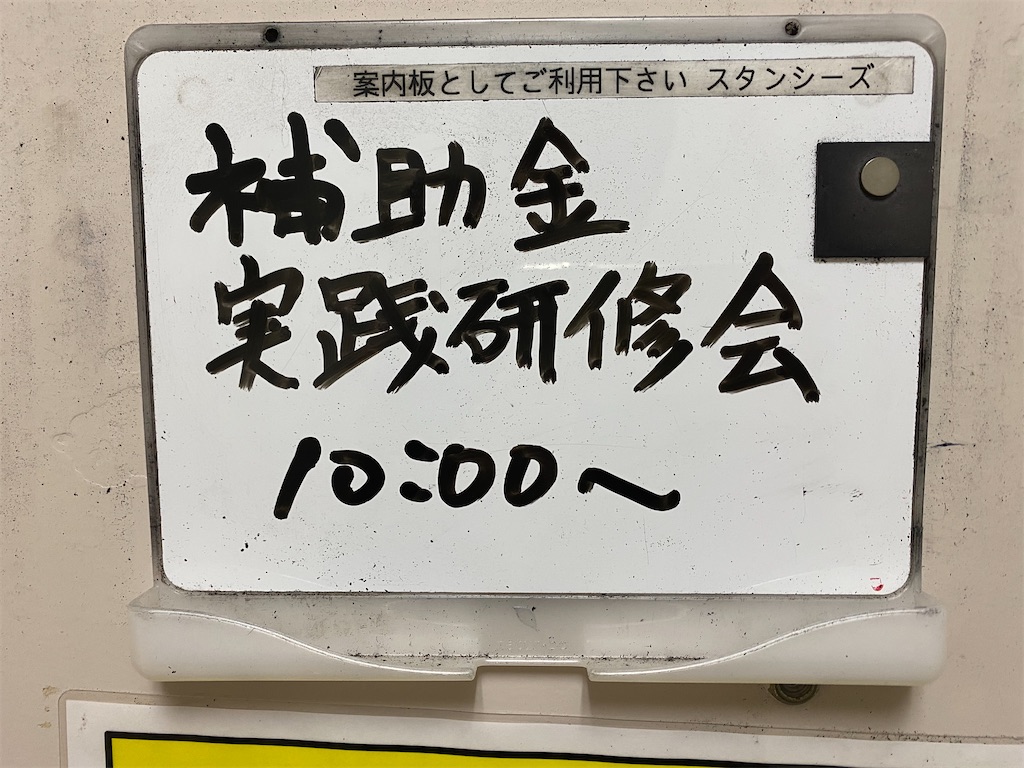 案内板としてご利用下さい スタンシーズ
補助金
実践研修会
10:00～